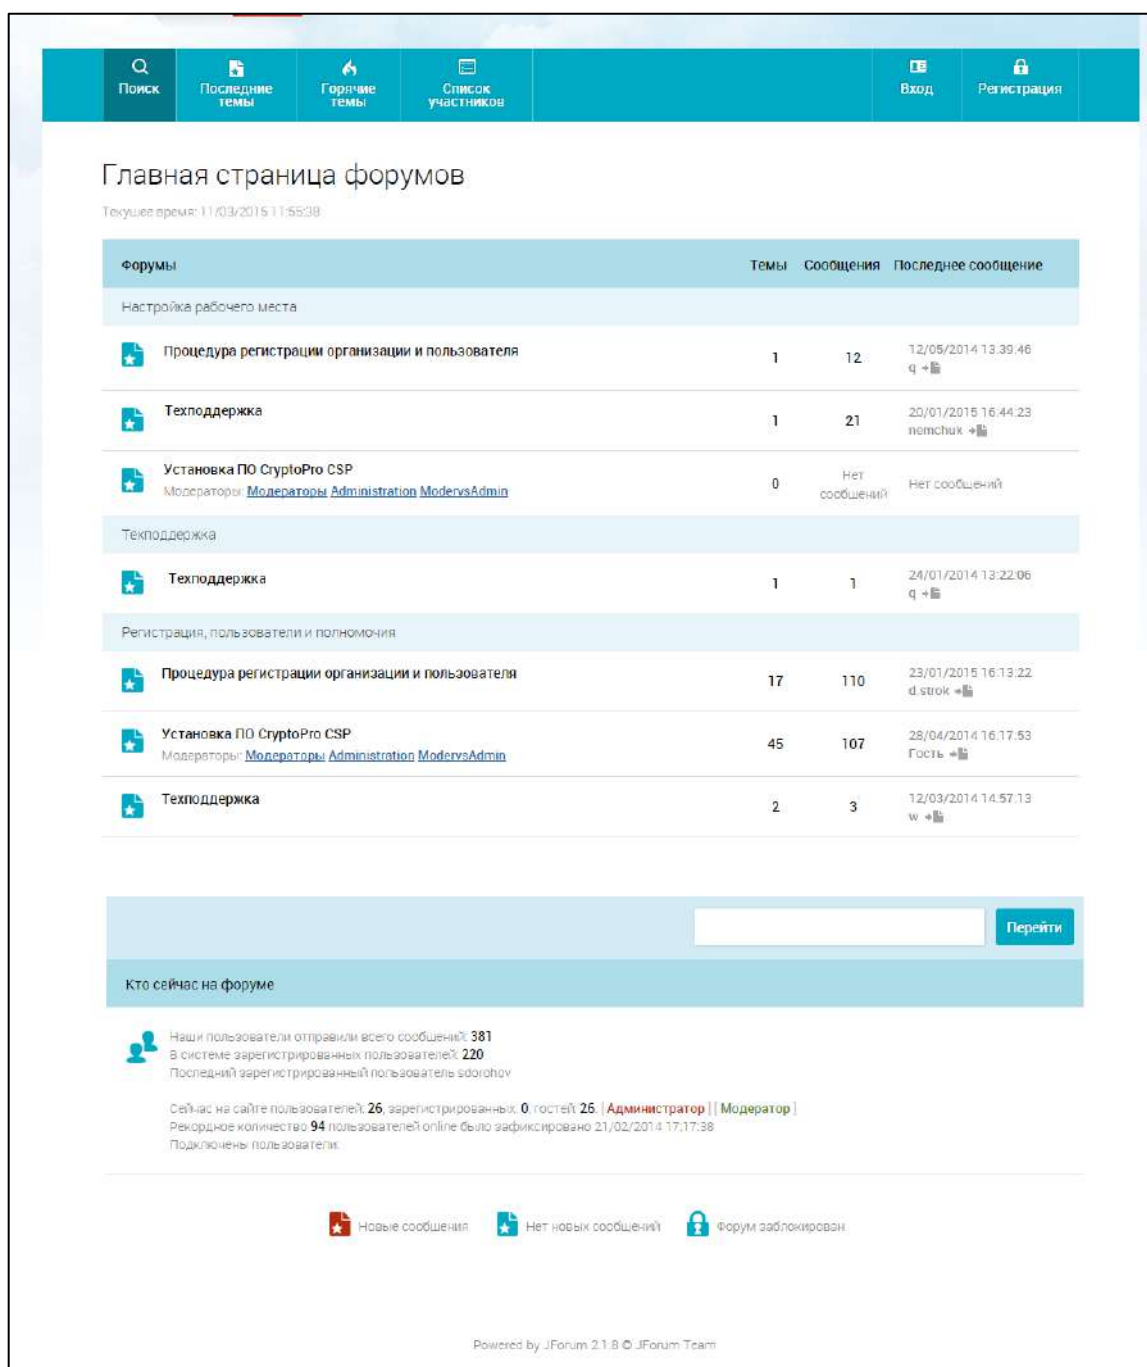 Поиск
Последние темы
Горячие темы
Список участников
Вход
Регистрация
Главная страница форумов
Текущее время: 11/03/2015 11:55:38
Форумы Темы Сообщения Последнее сообщение
Настройка рабочего места
Процедура регистрации организации и пользователя 1 12 12/05/2014 13:39:46
q
Техподдержка 1 21 20/01/2015 16:44:23
nemchuk
Установка ПО CryptoPro CSP 0 Нет сообщений Нет сообщений
Модераторы: Модераторы Administration ModervsAdmin
Техподдержка
Техподдержка 1 1 24/01/2014 13:22:06
q
Регистрация, пользователи и полномочия
Процедура регистрации организации и пользователя 17 110 23/01/2015 16:13:22
d.strok
Установка ПО CryptoPro CSP 45 107 28/04/2014 16:17:53
Модераторы: Модераторы Administration ModervsAdmin Гость
Техподдержка 2 3 12/03/2014 14:57:13
w
Перейти
Кто сейчас на форуме
Наши пользователи отправили всего сообщений: 381
В системе зарегистрированных пользователей: 220
Последний зарегистрированный пользователь sdorohov
Сейчас на сайте пользователей: 26, зарегистрированных: 0, гостей: 26. [ Администратор ] [ Модератор ]
Рекордное количество 94 пользователей online было зафиксировано 21/02/2014 17:17:38
Подключены пользователи:
Новые сообщения Нет новых сообщений Форум заблокирован
Powered by JForum 2.1.8 © JForum Team